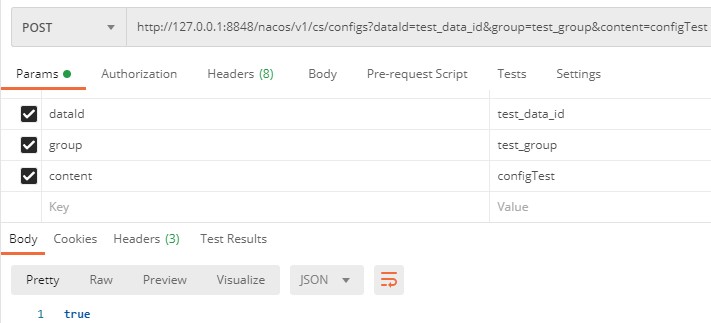 POST http://127.0.0.1:8848/nacos/v1/cs/configs?dataId=test_data_id&group=test_group&content=configTest
Params Authorization Headers (8) Body Pre-request Script Tests Settings
dataId test_data_id
group test_group
content configTest
Key Value
Body Cookies Headers (3) Test Results
Pretty Raw Preview Visualize JSON
1 true